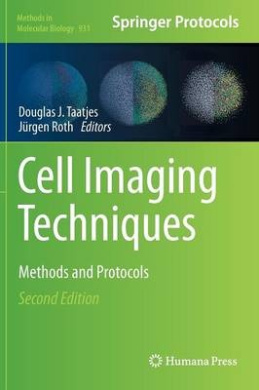 Methods in
Molecular Biology 931
Springer Protocols
Douglas J. Taatjes
Jürgen Roth Editors
Cell Imaging
Techniques
Methods and Protocols
Second Edition
Humana Press